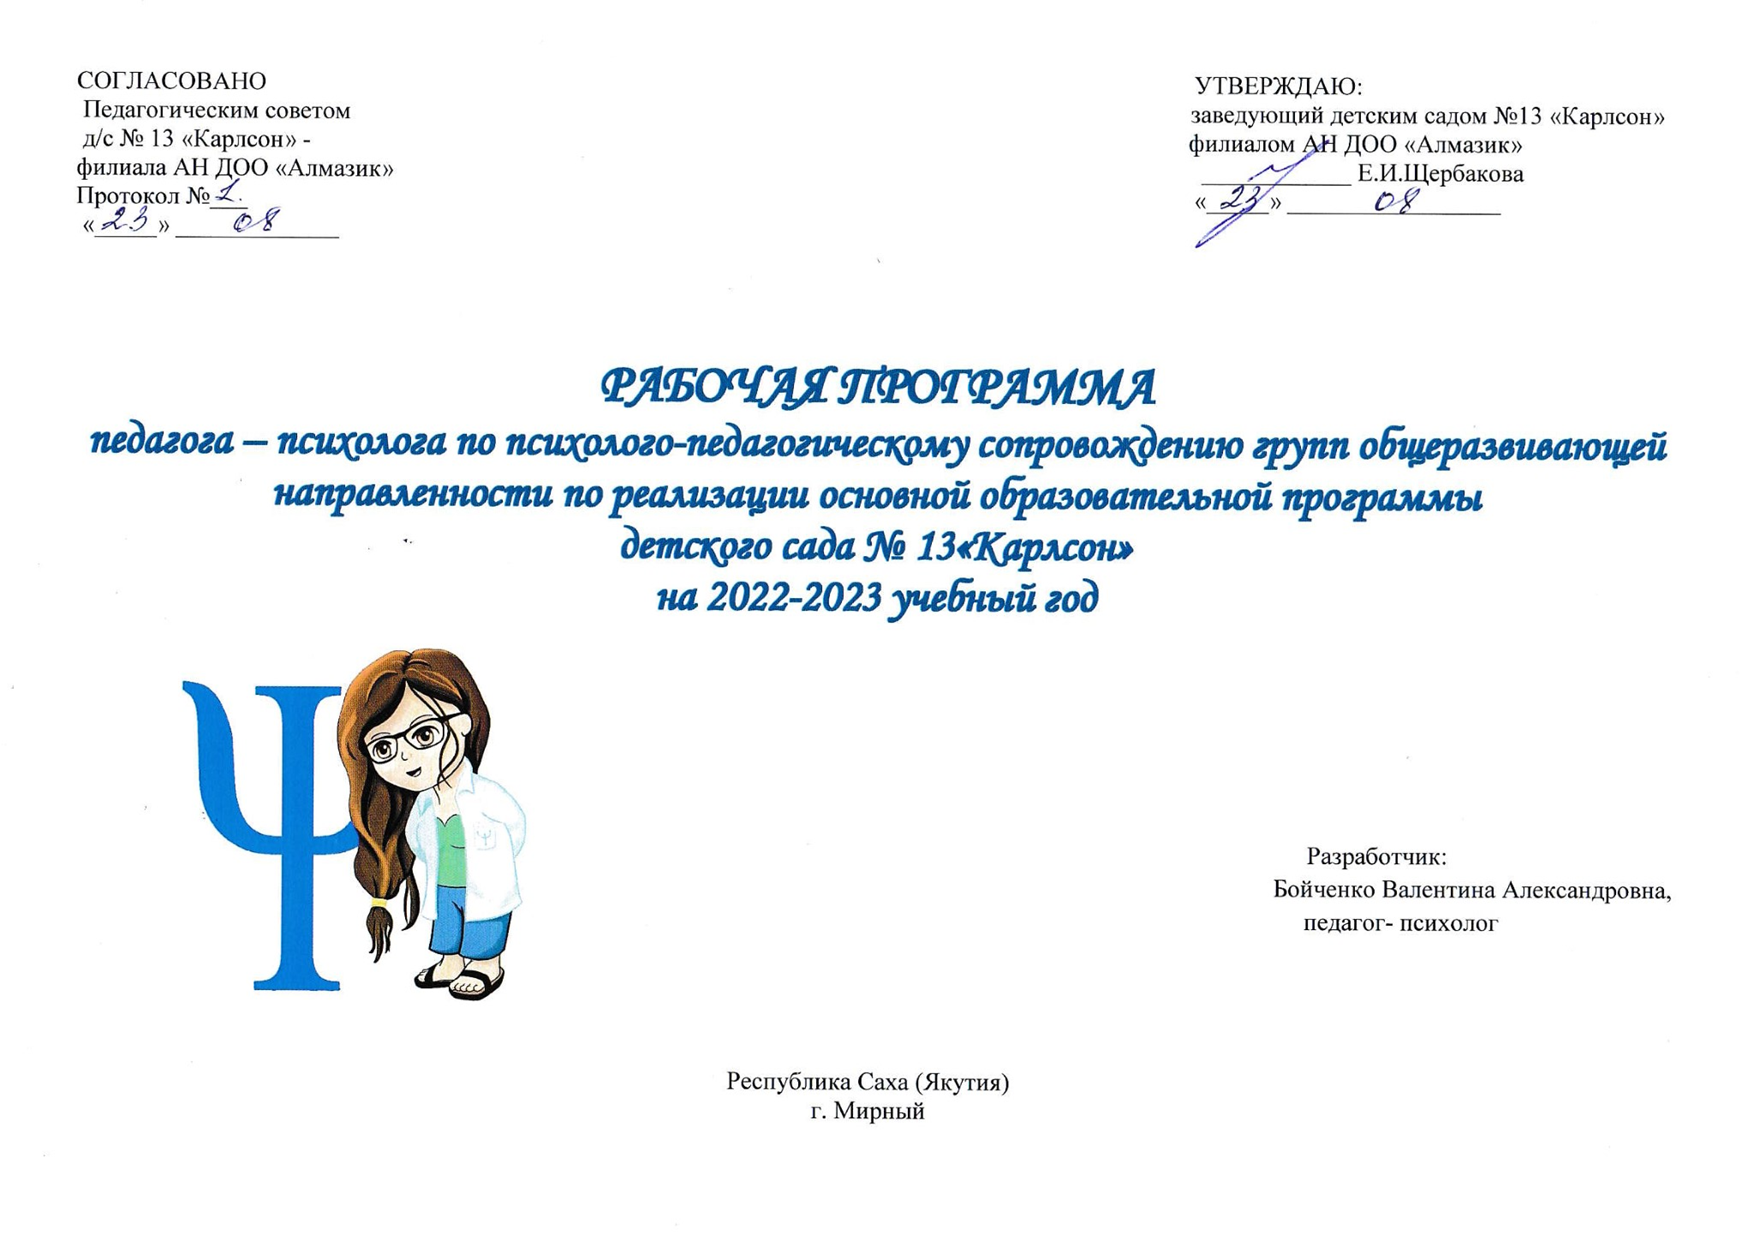 СОГЛАСОВАНО
Педагогическим советом
д/с № 13 «Карлсон» -
филиала АН ДОО «Алмазик»
Протокол № 1.
«23» 08
УТВЕРЖДАЮ:
заведующий детским садом №13 «Карлсон»
филиалом АН ДОО «Алмазик»
____________ Е.И.Щербакова
«23» 08
РАБОЧАЯ ПРОГРАММА
педагога – психолога по психолого-педагогическому сопровождению групп общеразвивающей
направленности по реализации основной образовательной программы
детского сада № 13«Карлсон»
на 2022-2023 учебный год
Ψ
Разработчик:
Бойченко Валентина Александровна,
педагог- психолог
Республика Саха (Якутия)
г. Мирный